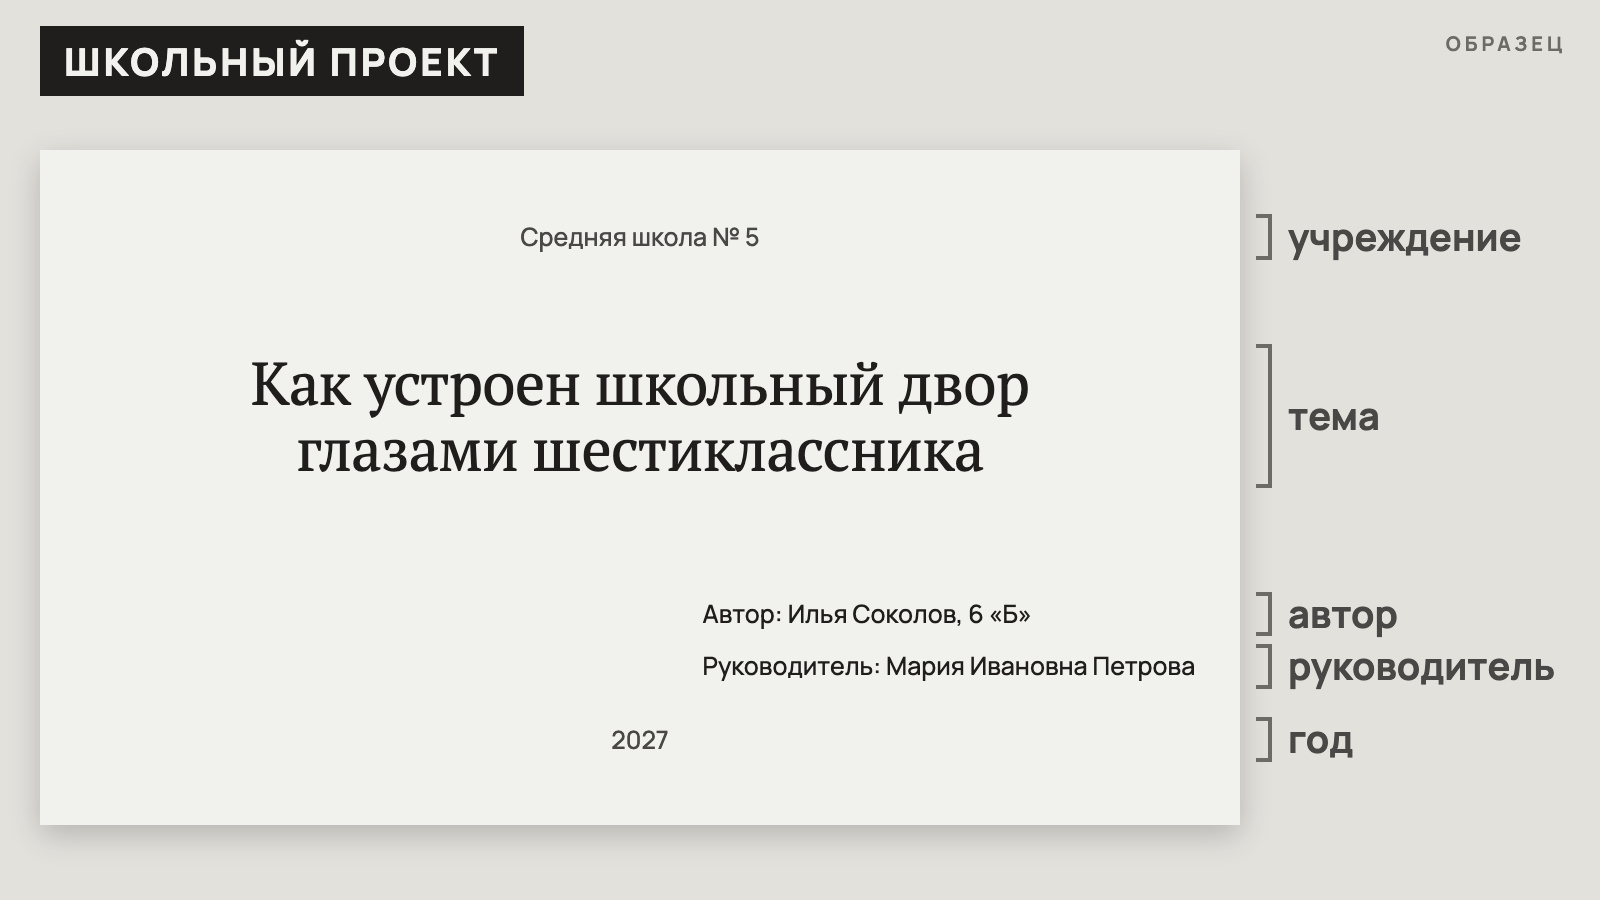 ШКОЛЬНЫЙ ПРОЕКТ
ОБРАЗЕЦ
Средняя школа № 5
учреждение
Как устроен школьный двор
глазами шестиклассника
тема
Автор: Илья Соколов, 6 «Б»
автор
Руководитель: Мария Ивановна Петрова
руководитель
2027
год